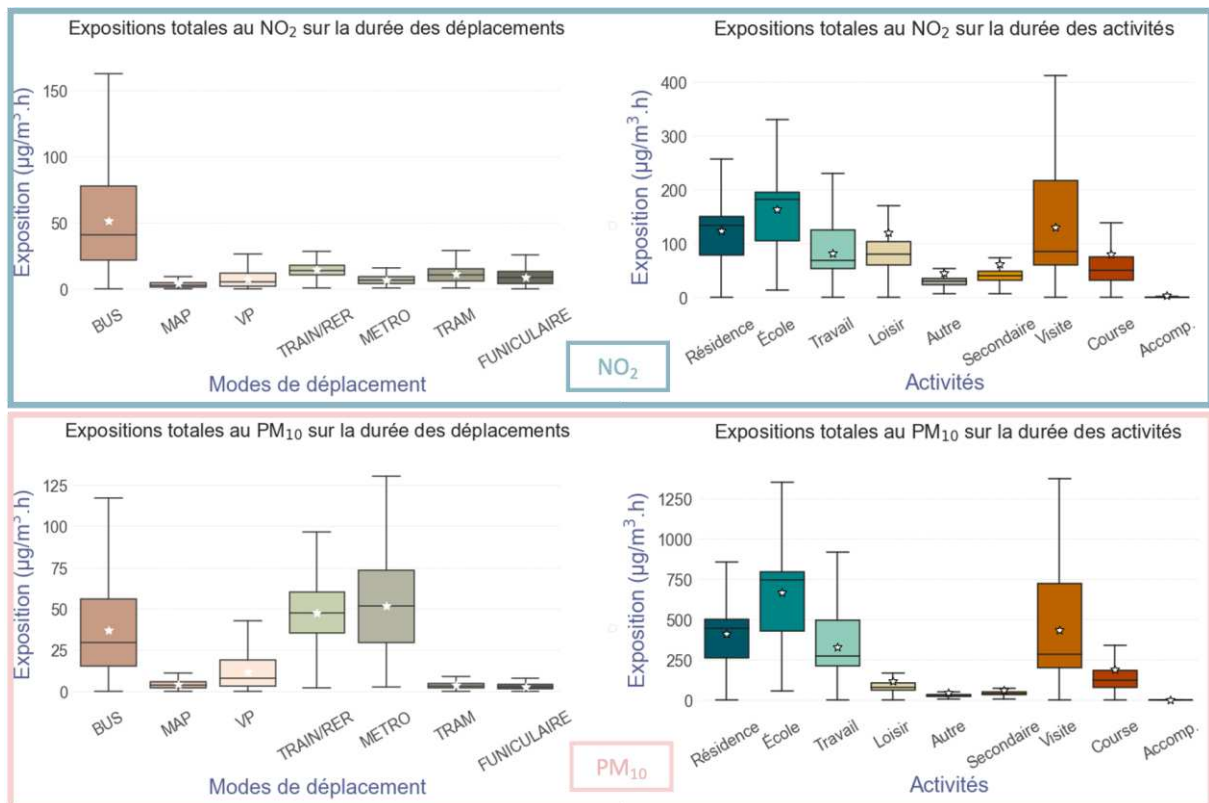 Expositions totales au NO₂ sur la durée des déplacements
Exposition (µg/m³.h)
150
100
50
0
BUS
MAP
VP
TRAIN/RER
METRO
TRAM
FUNICULAIRE
Modes de déplacement
Expositions totales au NO₂ sur la durée des activités
Exposition (µg/m³.h)
400
300
200
100
0
Résidence
École
Travail
Loisir
Autre
Secondaire
Visite
Course
Accomp.
Activités
NO₂
Expositions totales au PM₁₀ sur la durée des déplacements
Exposition (µg/m³.h)
125
100
75
50
25
0
BUS
MAP
VP
TRAIN/RER
METRO
TRAM
FUNICULAIRE
Modes de déplacement
Expositions totales au PM₁₀ sur la durée des activités
Exposition (µg/m³.h)
1250
1000
750
500
250
0
Résidence
École
Travail
Loisir
Autre
Secondaire
Visite
Course
Accomp.
Activités
PM₁₀